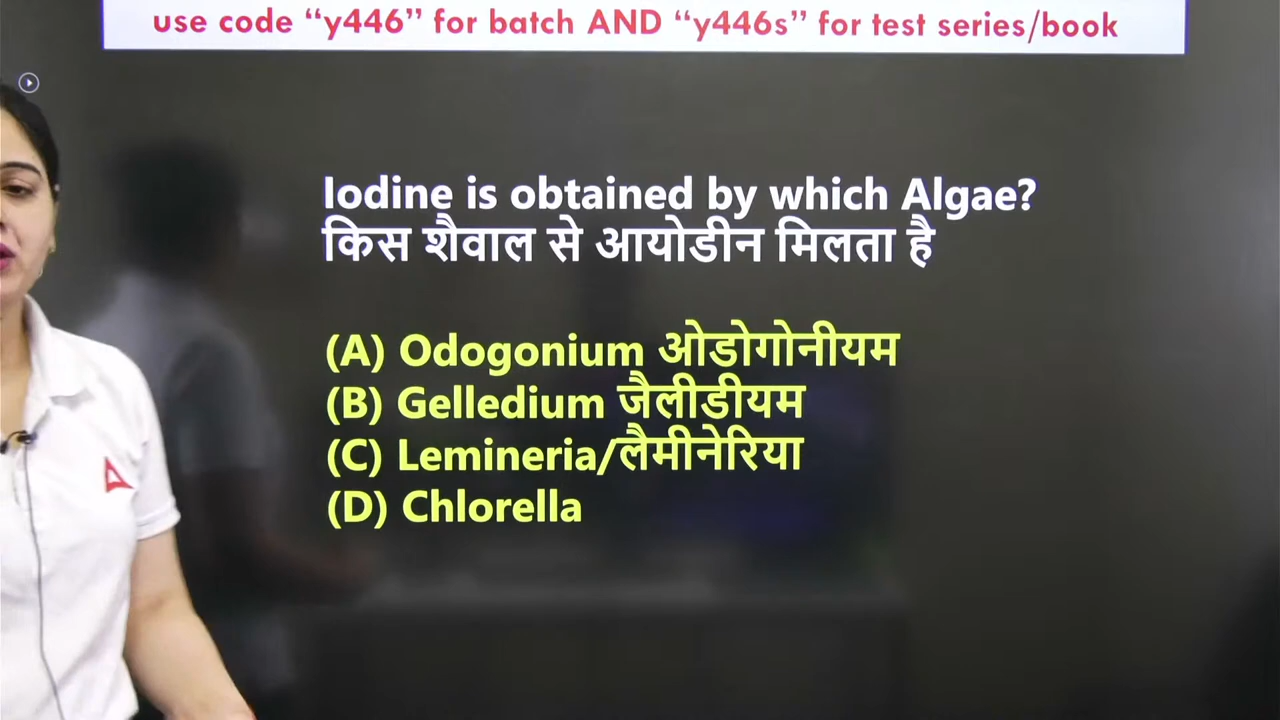 use code “y446” for batch AND “y446s” for test series/book
Iodine is obtained by which Algae?
किस शैवाल से आयोडीन मिलता है
(A) Odogonium ओडोगोनीयम
(B) Gelledium जैलीडीयम
(C) Lemineria/लैमीनेरिया
(D) Chlorella